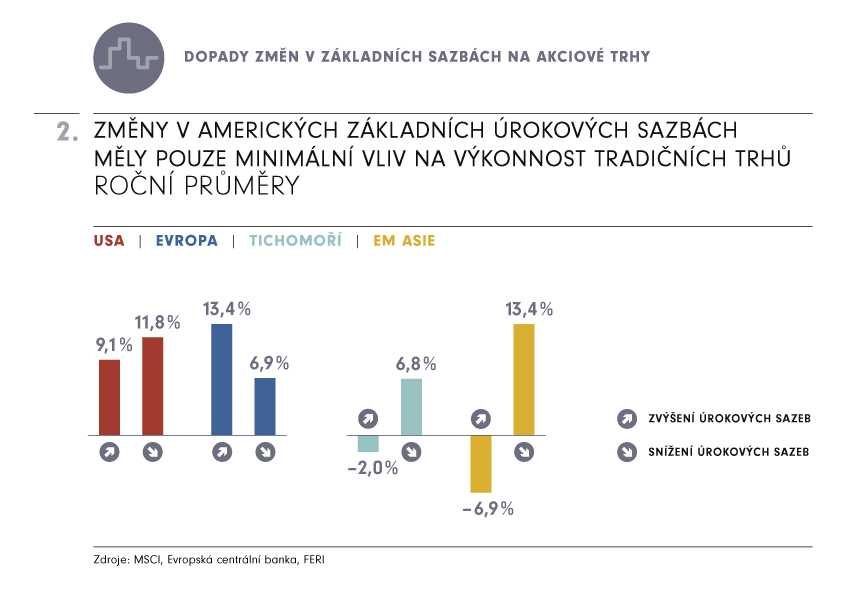 DOPADY ZMĚN V ZÁKLADNÍCH SAZBÁCH NA AKCIOVÉ TRHY
2. ZMĚNY V AMERICKÝCH ZÁKLADNÍCH ÚROKOVÝCH SAZBÁCH
MĚLY POUZE MINIMÁLNÍ VLIV NA VÝKONNOST TRADIČNÍCH TRHŮ
ROČNÍ PRŮMĚRY
USA | EVROPA | TICHOMOŘÍ | EM ASIE
9,1 % 11,8 % 13,4 % 6,9 % 6,8 % 13,4 %
–2,0 % –6,9 %
ZVÝŠENÍ ÚROKOVÝCH SAZEB
SNÍŽENÍ ÚROKOVÝCH SAZEB
Zdroje: MSCI, Evropská centrální banka, FERI